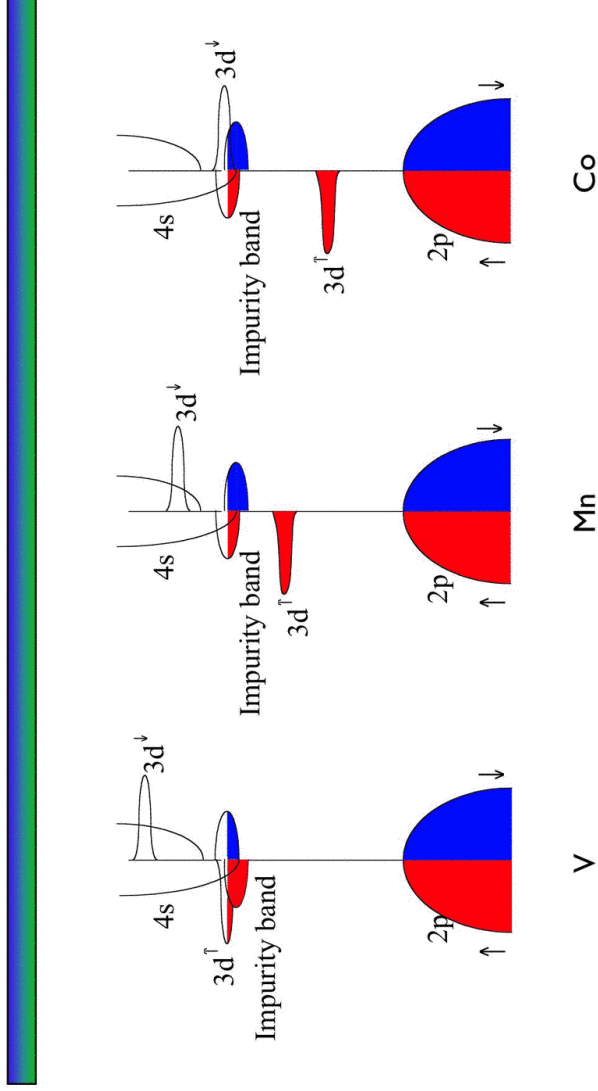 4s
3d↓
3d↑
Impurity band
2p
↑ ↓
V
4s
3d↓
Impurity band
3d↑
2p
↑ ↓
Mn
4s
3d↓
Impurity band
3d↑
2p
↑ ↓
Co